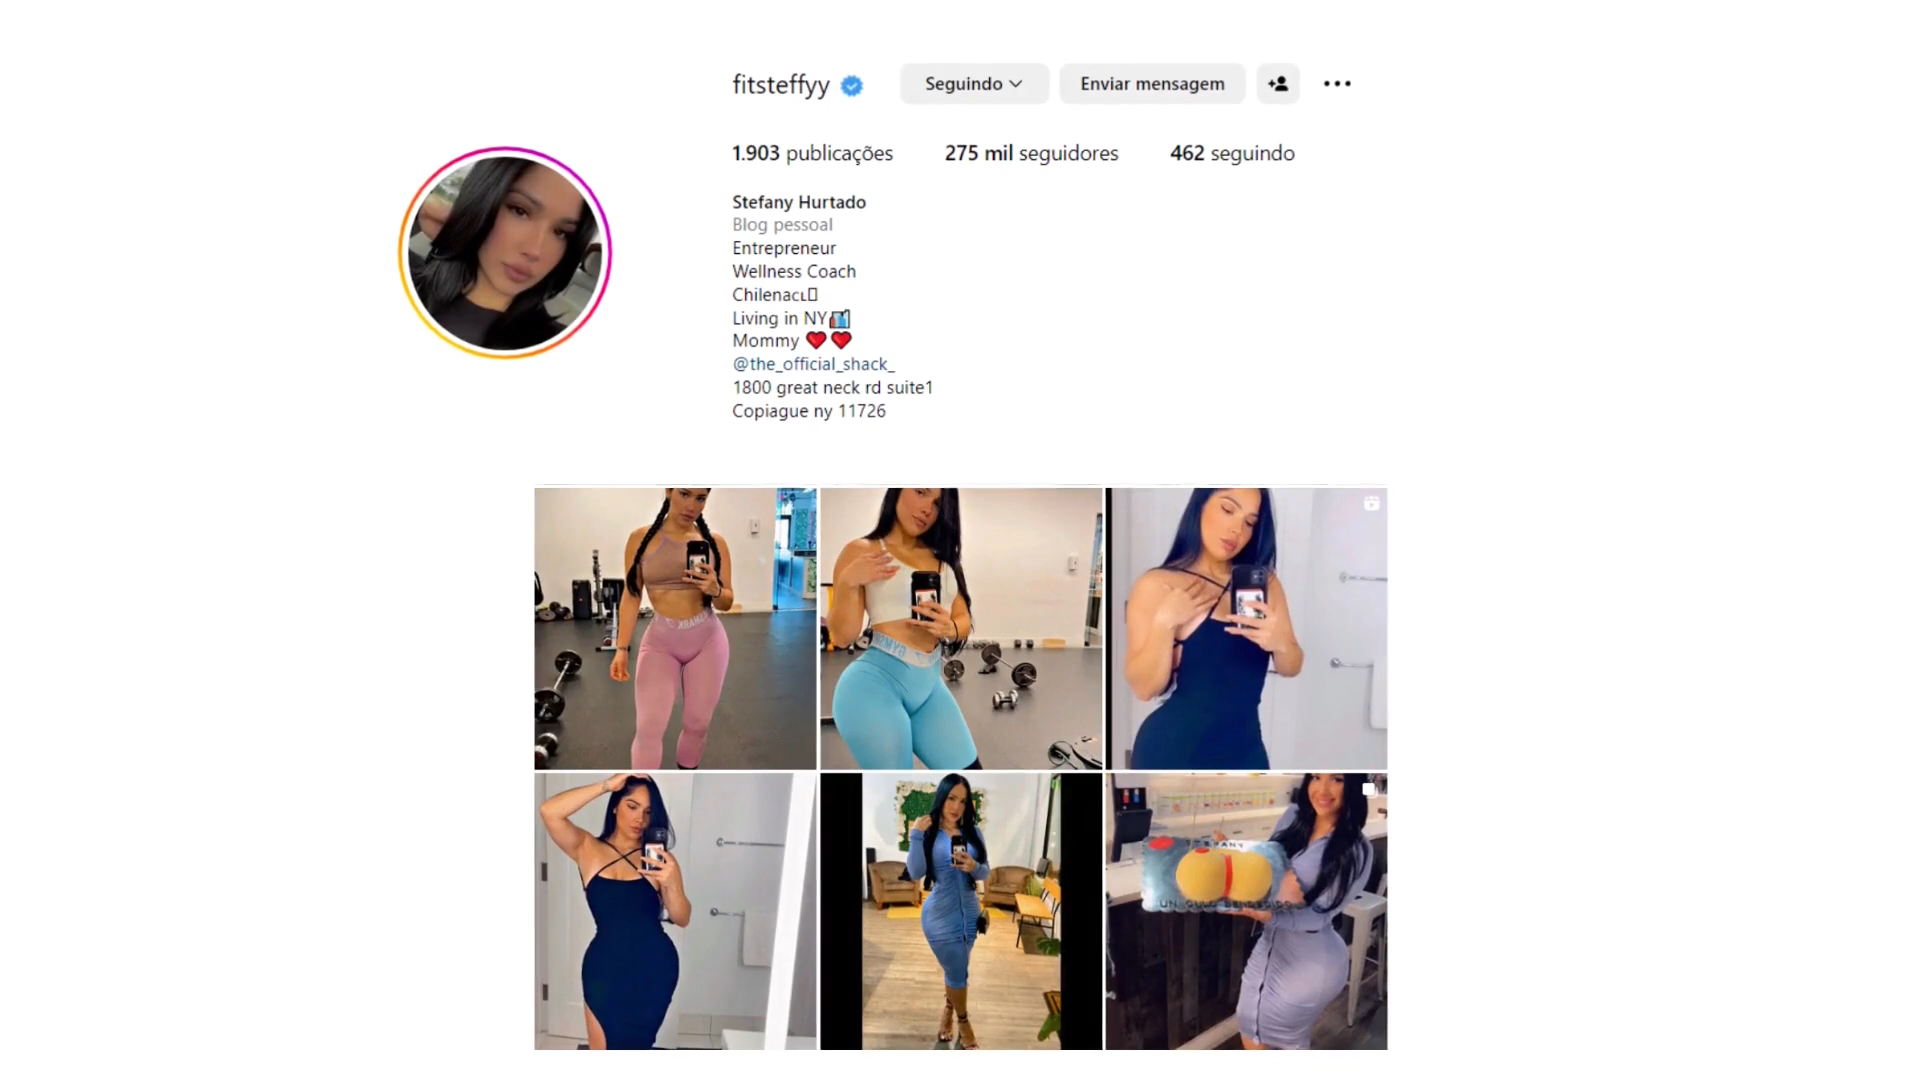 fitsteffyy
Seguindo
Enviar mensagem
1.903 publicações
275 mil seguidores
462 seguindo
Stefany Hurtado
Blog pessoal
Entrepreneur
Wellness Coach
Chilena
Living in NY
Mommy ❤️❤️
@the_official_shack_
1800 great neck rd suite1
Copiague ny 11726